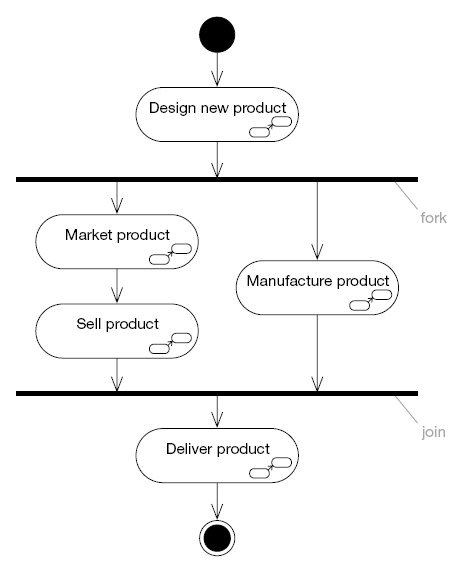 Design new product
fork
Market product
Manufacture product
Sell product
join
Deliver product